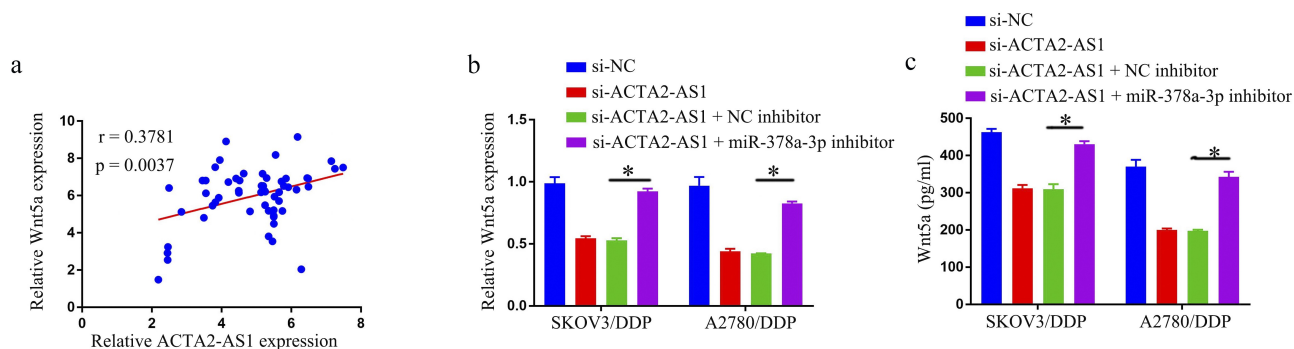 a
Relative Wnt5a expression
10
8
6
4
2
0
r = 0.3781
p = 0.0037
0
2
4
6
8
Relative ACTA2-AS1 expression
b
si-NC
si-ACTA2-AS1
si-ACTA2-AS1 + NC inhibitor
si-ACTA2-AS1 + miR-378a-3p inhibitor
Relative Wnt5a expression
1.5
1.0
0.5
0.0
*
*
SKOV3/DDP
A2780/DDP
c
si-NC
si-ACTA2-AS1
si-ACTA2-AS1 + NC inhibitor
si-ACTA2-AS1 + miR-378a-3p inhibitor
Wnt5a (pg/ml)
500
400
300
200
100
0
*
*
SKOV3/DDP
A2780/DDP